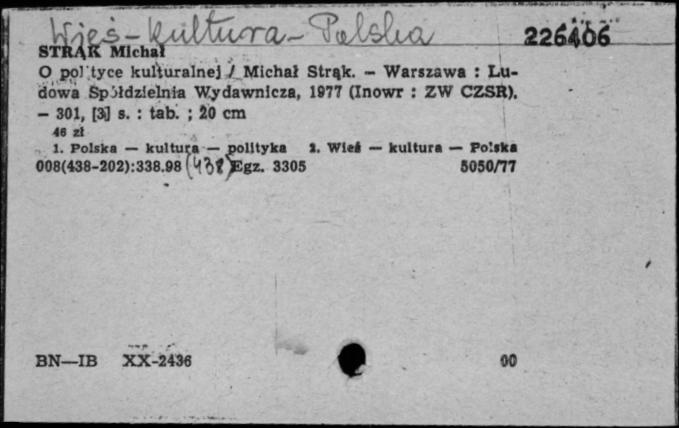 Wieś - kultura - Polska
226406
STRĄK Michał
O polityce kulturalnej / Michał Strąk. — Warszawa : Lu-
dowa Spółdzielnia Wydawnicza, 1977 (Inowr : ZW CZSR).
— 301, [3] s. : tab. ; 20 cm
46 zł
1. Polska — kultura — polityka 2. Wieś — kultura — Polska
008(438-202):338.98 (438) Egz. 3305 5050/77
BN—IB XX-2436 00